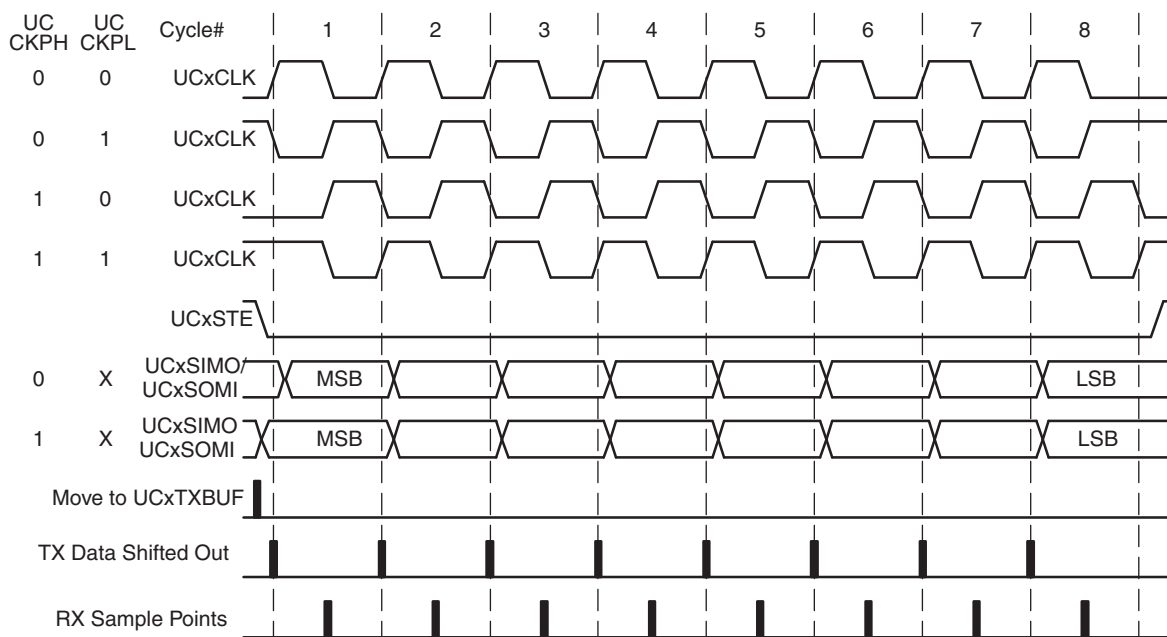 UC CKPH UC CKPL Cycle# 1 2 3 4 5 6 7 8
0 0 UCxCLK
0 1 UCxCLK
1 0 UCxCLK
1 1 UCxCLK
UCxSTE
0 X UCxSIMO/ UCxSOMI MSB LSB
1 X UCxSIMO UCxSOMI MSB LSB
Move to UCxTXBUF
TX Data Shifted Out
RX Sample Points